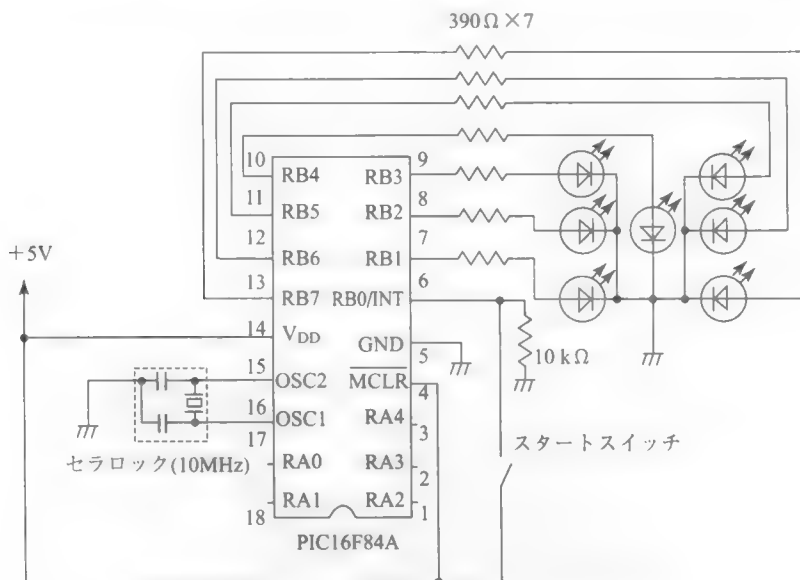 390Ω×7
10
RB4
RB3
9
11
RB5
RB2
8
12
RB6
RB1
7
13
RB7
RB0/INT
6
+5V
14
VDD
GND
5
10kΩ
15
OSC2
MCLR
4
16
OSC1
RA4
3
17
RA0
RA3
2
18
RA1
RA2
1
セラロック(10MHz)
スタートスイッチ
PIC16F84A